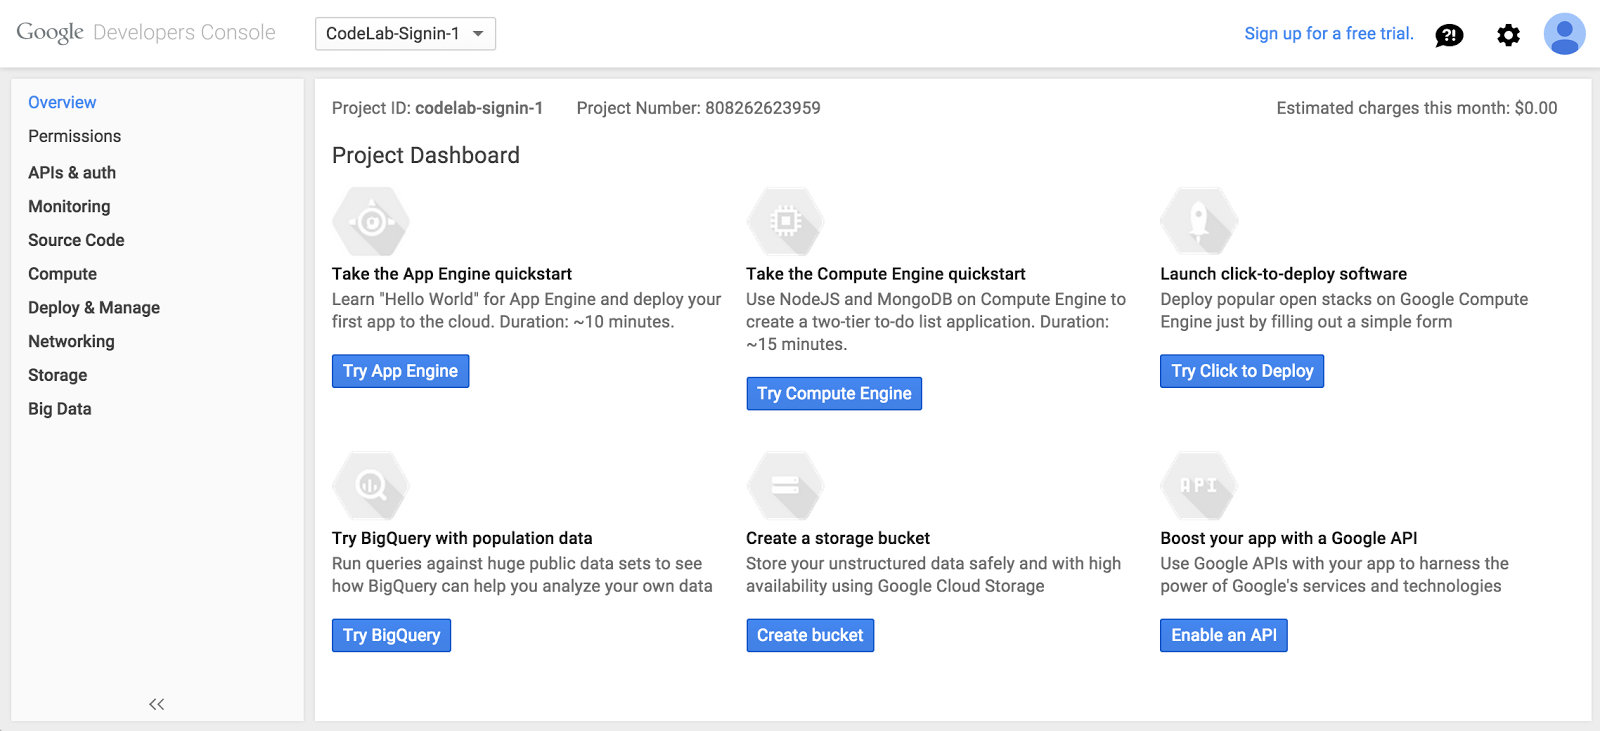 Google Developers Console
CodeLab-Signin-1
Sign up for a free trial.
?!
Overview
Permissions
APIs & auth
Monitoring
Source Code
Compute
Deploy & Manage
Networking
Storage
Big Data
Project ID: codelab-signin-1 Project Number: 808262623959
Estimated charges this month: $0.00
Project Dashboard
Take the App Engine quickstart
Learn "Hello World" for App Engine and deploy your
first app to the cloud. Duration: ~10 minutes.
Try App Engine
Take the Compute Engine quickstart
Use NodeJS and MongoDB on Compute Engine to
create a two-tier to-do list application. Duration:
~15 minutes.
Try Compute Engine
Launch click-to-deploy software
Deploy popular open stacks on Google Compute
Engine just by filling out a simple form
Try Click to Deploy
Try BigQuery with population data
Run queries against huge public data sets to see
how BigQuery can help you analyze your own data
Try BigQuery
Create a storage bucket
Store your unstructured data safely and with high
availability using Google Cloud Storage
Create bucket
API
Boost your app with a Google API
Use Google APIs with your app to harness the
power of Google's services and technologies
Enable an API